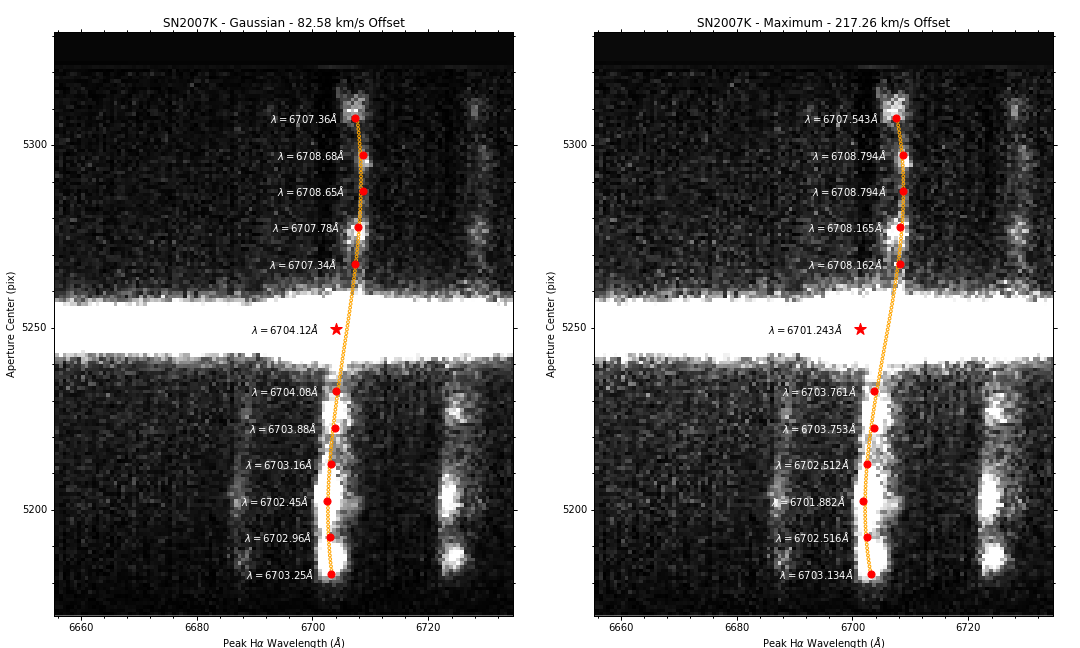 SN2007K - Gaussian - 82.58 km/s Offset
5300
5250
5200
Aperture Center (pix)
λ = 6707.36Å
λ = 6708.68Å
λ = 6708.65Å
λ = 6707.78Å
λ = 6707.34Å
λ = 6704.12Å
λ = 6704.08Å
λ = 6703.88Å
λ = 6703.16Å
λ = 6702.45Å
λ = 6702.96Å
λ = 6703.25Å
6660 6680 6700 6720
Peak Hα Wavelength (Å)
SN2007K - Maximum - 217.26 km/s Offset
5300
5250
5200
Aperture Center (pix)
λ = 6707.543Å
λ = 6708.794Å
λ = 6708.794Å
λ = 6708.165Å
λ = 6708.162Å
λ = 6701.243Å
λ = 6703.761Å
λ = 6703.753Å
λ = 6702.512Å
λ = 6701.882Å
λ = 6702.516Å
λ = 6703.134Å
6660 6680 6700 6720
Peak Hα Wavelength (Å)